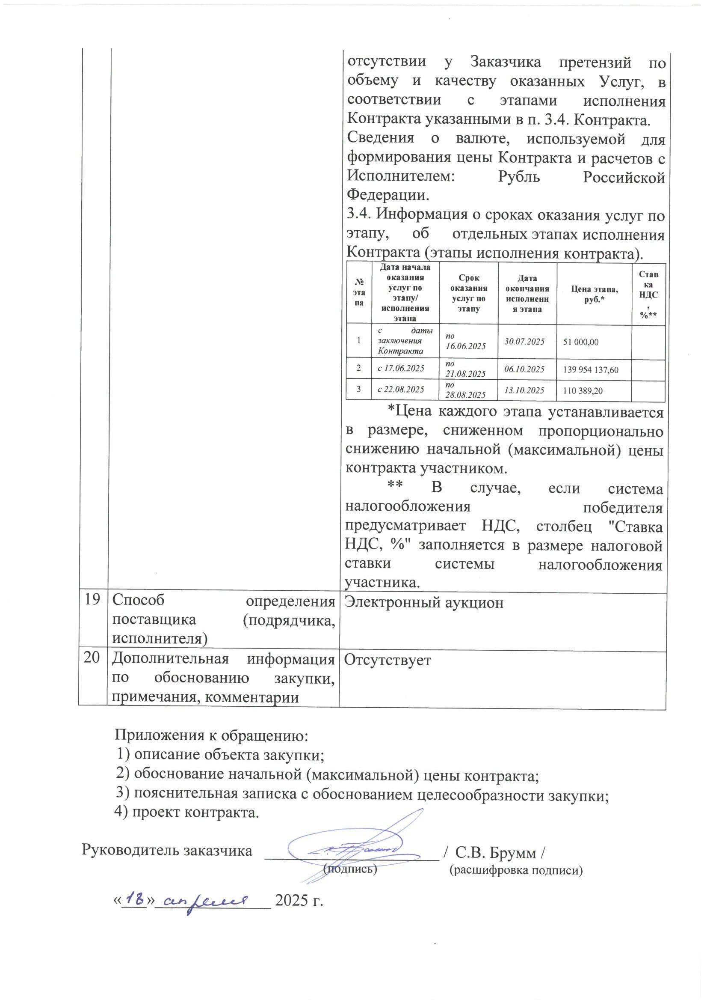 отсутствии у Заказчика претензий по
объему и качеству оказанных Услуг, в
соответствии с этапами исполнения
Контракта указанными в п. 3.4. Контракта.
Сведения о валюте, используемой для
формирования цены Контракта и расчетов с
Исполнителем: Рубль Российской
Федерации.
3.4. Информация о сроках оказания услуг по
этапу, об отдельных этапах исполнения
Контракта (этапы исполнения контракта).
№
эта
па
Дата начала
оказания
услуг по
этапу/
исполнения
этапа
Срок
оказания
услуг по
этапу
Дата
окончания
исполнени
я этапа
Цена этапа,
руб.*
Став
ка
НДС
,
%**
1
с даты
заключения
Контракта
по
16.06.2025
30.07.2025
51 000,00
2
с 17.06.2025
по
21.08.2025
06.10.2025
139 954 137,60
3
с 22.08.2025
по
28.08.2025
13.10.2025
110 389,20
*Цена каждого этапа устанавливается
в размере, сниженном пропорционально
снижению начальной (максимальной) цены
контракта участником.
** В случае, если система
налогообложения победителя
предусматривает НДС, столбец "Ставка
НДС, %" заполняется в размере налоговой
ставки системы налогообложения
участника.
19
Способ определения
поставщика (подрядчика,
исполнителя)
Электронный аукцион
20
Дополнительная информация
по обоснованию закупки,
примечания, комментарии
Отсутствует
Приложения к обращению:
1) описание объекта закупки;
2) обоснование начальной (максимальной) цены контракта;
3) пояснительная записка с обоснованием целесообразности закупки;
4) проект контракта.
Руководитель заказчика / С.В. Брумм /
(подпись) (расшифровка подписи)
«18» апреля 2025 г.